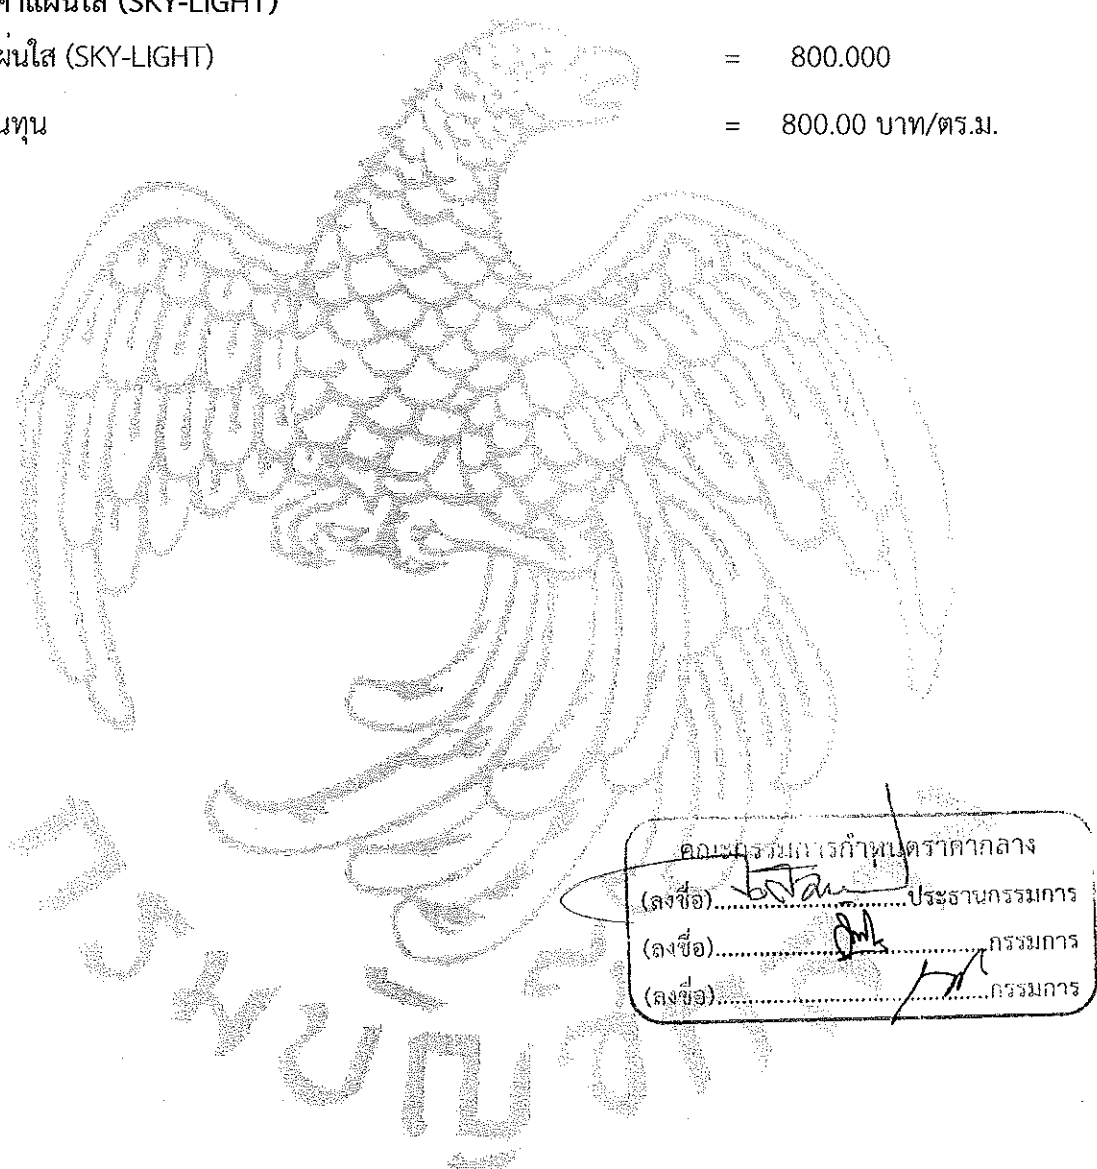 แผ่นใส (SKY-LIGHT)
ผ่นใส (SKY-LIGHT) = 800.000
นทุน = 800.00 บาท/ตร.ม.
คณะกรรมการกำหนดราคากลาง
(ลงชื่อ)..............................ประธานกรรมการ
(ลงชื่อ)..........................................กรรมการ
(ลงชื่อ)..........................................กรรมการ